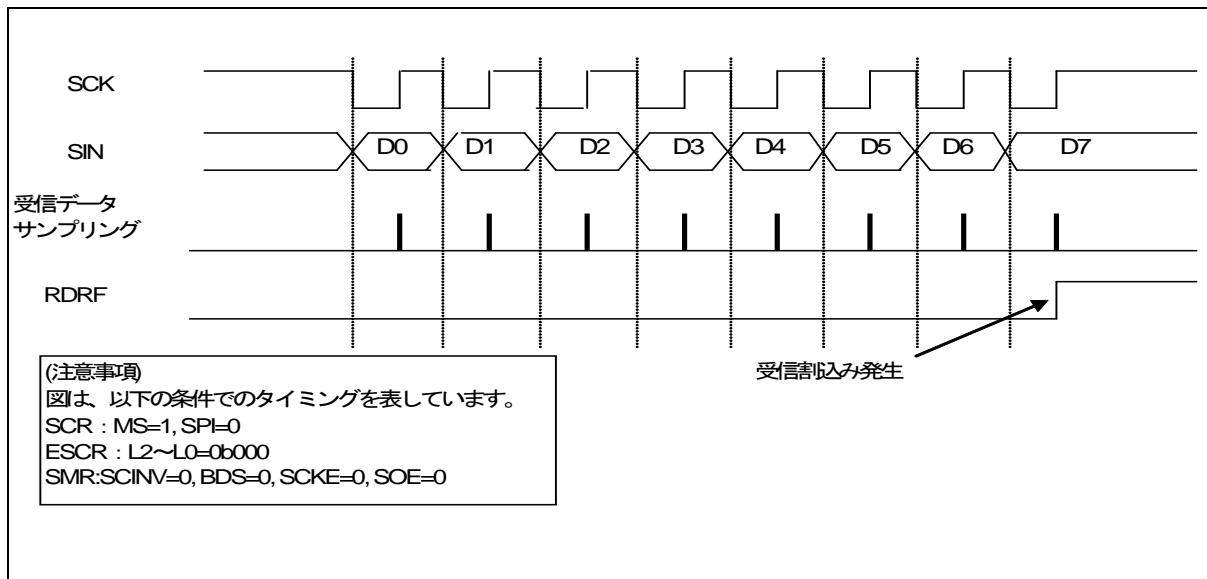 SCK
SIN
D0 D1 D2 D3 D4 D5 D6 D7
受信データ
サンプリング
RDRF
受信割込み発生
(注意事項)
図は、以下の条件でのタイミングを表しています。
SCR：MS=1, SPI=0
ESCR：L2～L0=0b000
SMR:SCINV=0, BDS=0, SCKE=0, SOE=0